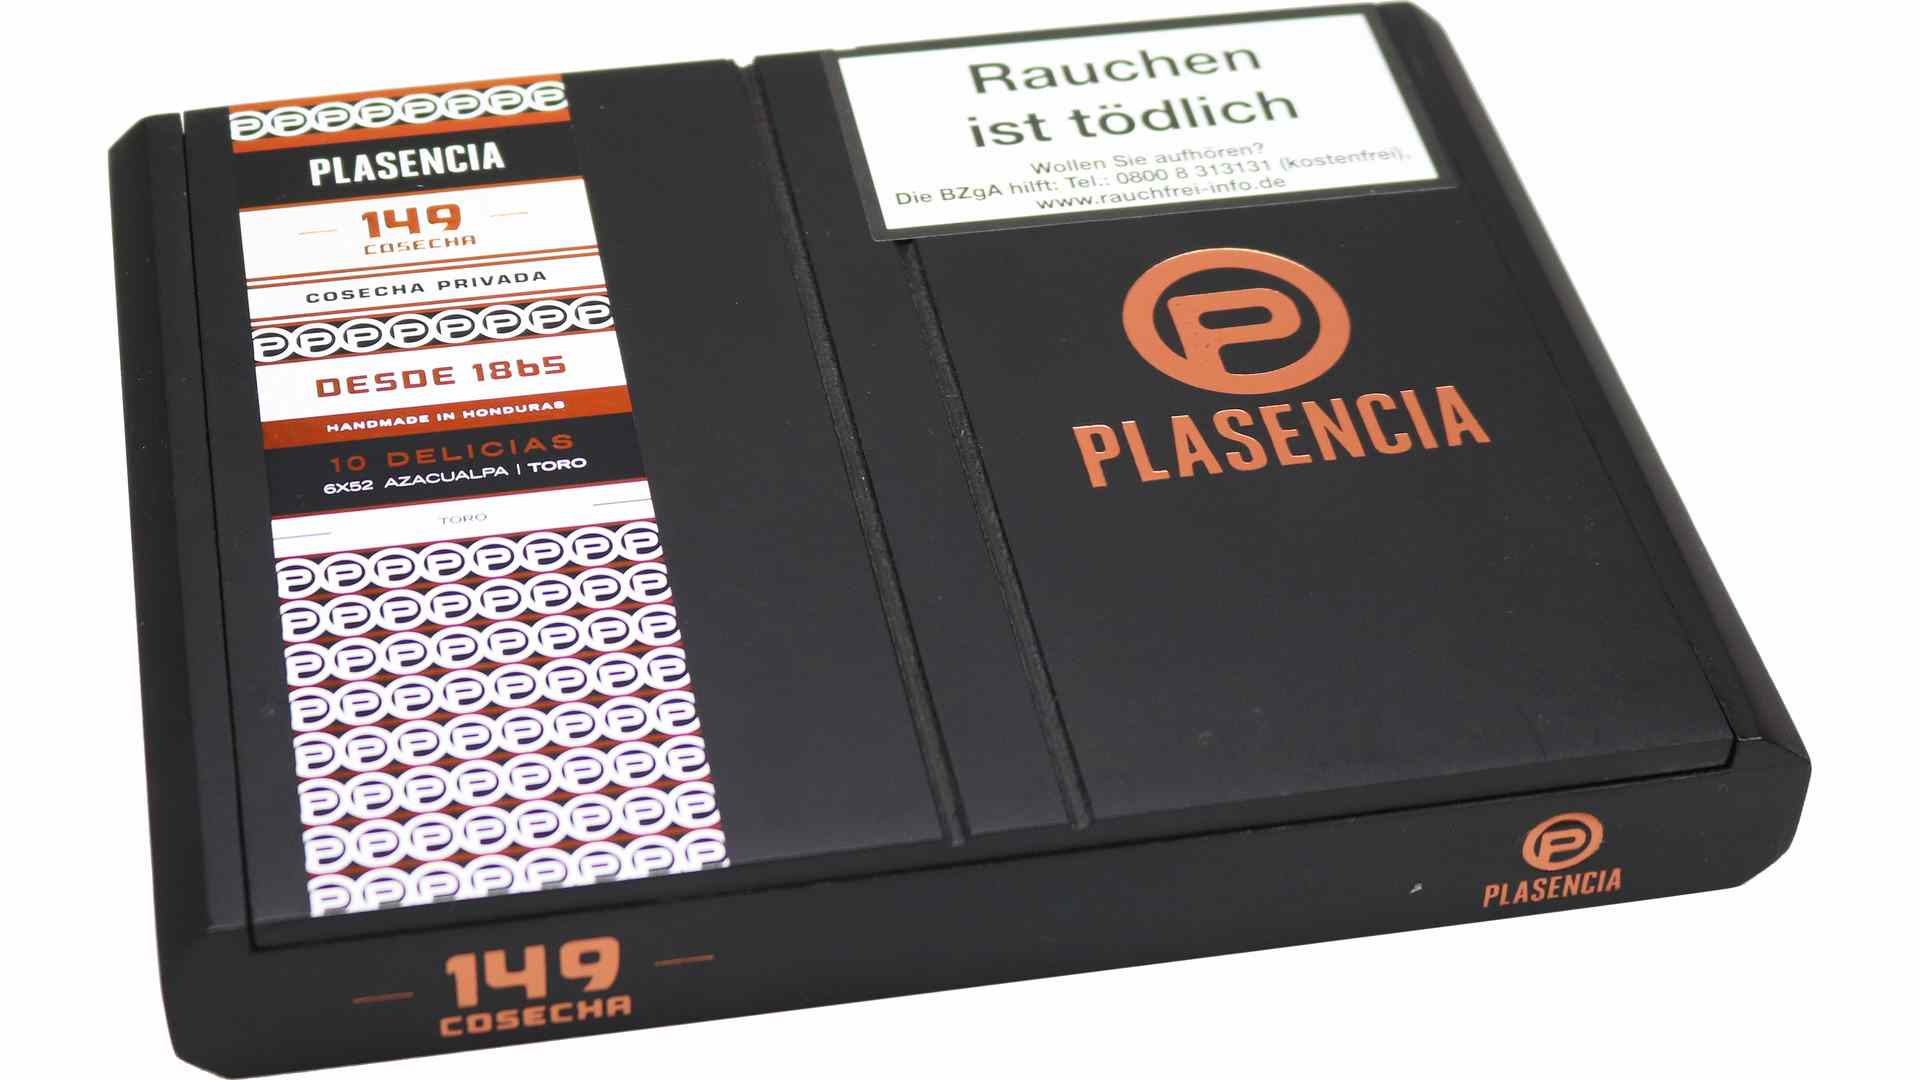 PLASENCIA
149
COSECHA
COSECHA PRIVADA
DESDE 1865
HANDMADE IN HONDURAS
10 DELICIAS
6X52 AZACUALPA | TORO
TORO
Rauchen
ist tödlich
Wollen Sie aufhören?
Die BZgA hilft: Tel.: 0800 8 313131 (kostenfrei),
www.rauchfrei-info.de
P
PLASENCIA
149
COSECHA
P
PLASENCIA